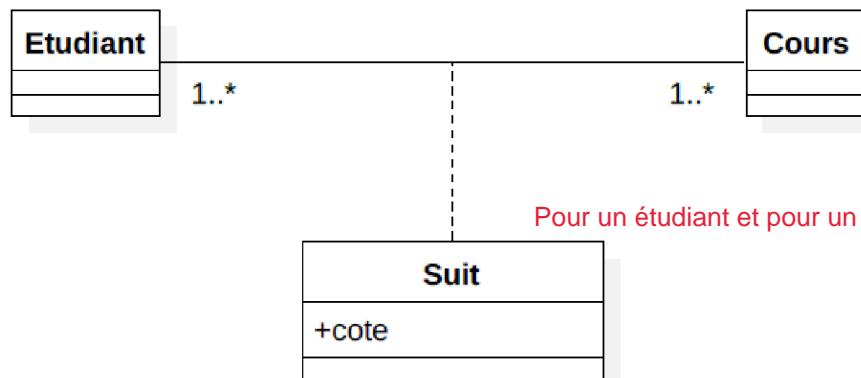 Etudiant
Cours
1..*
1..*
Pour un étudiant et pour un
Suit
+cote